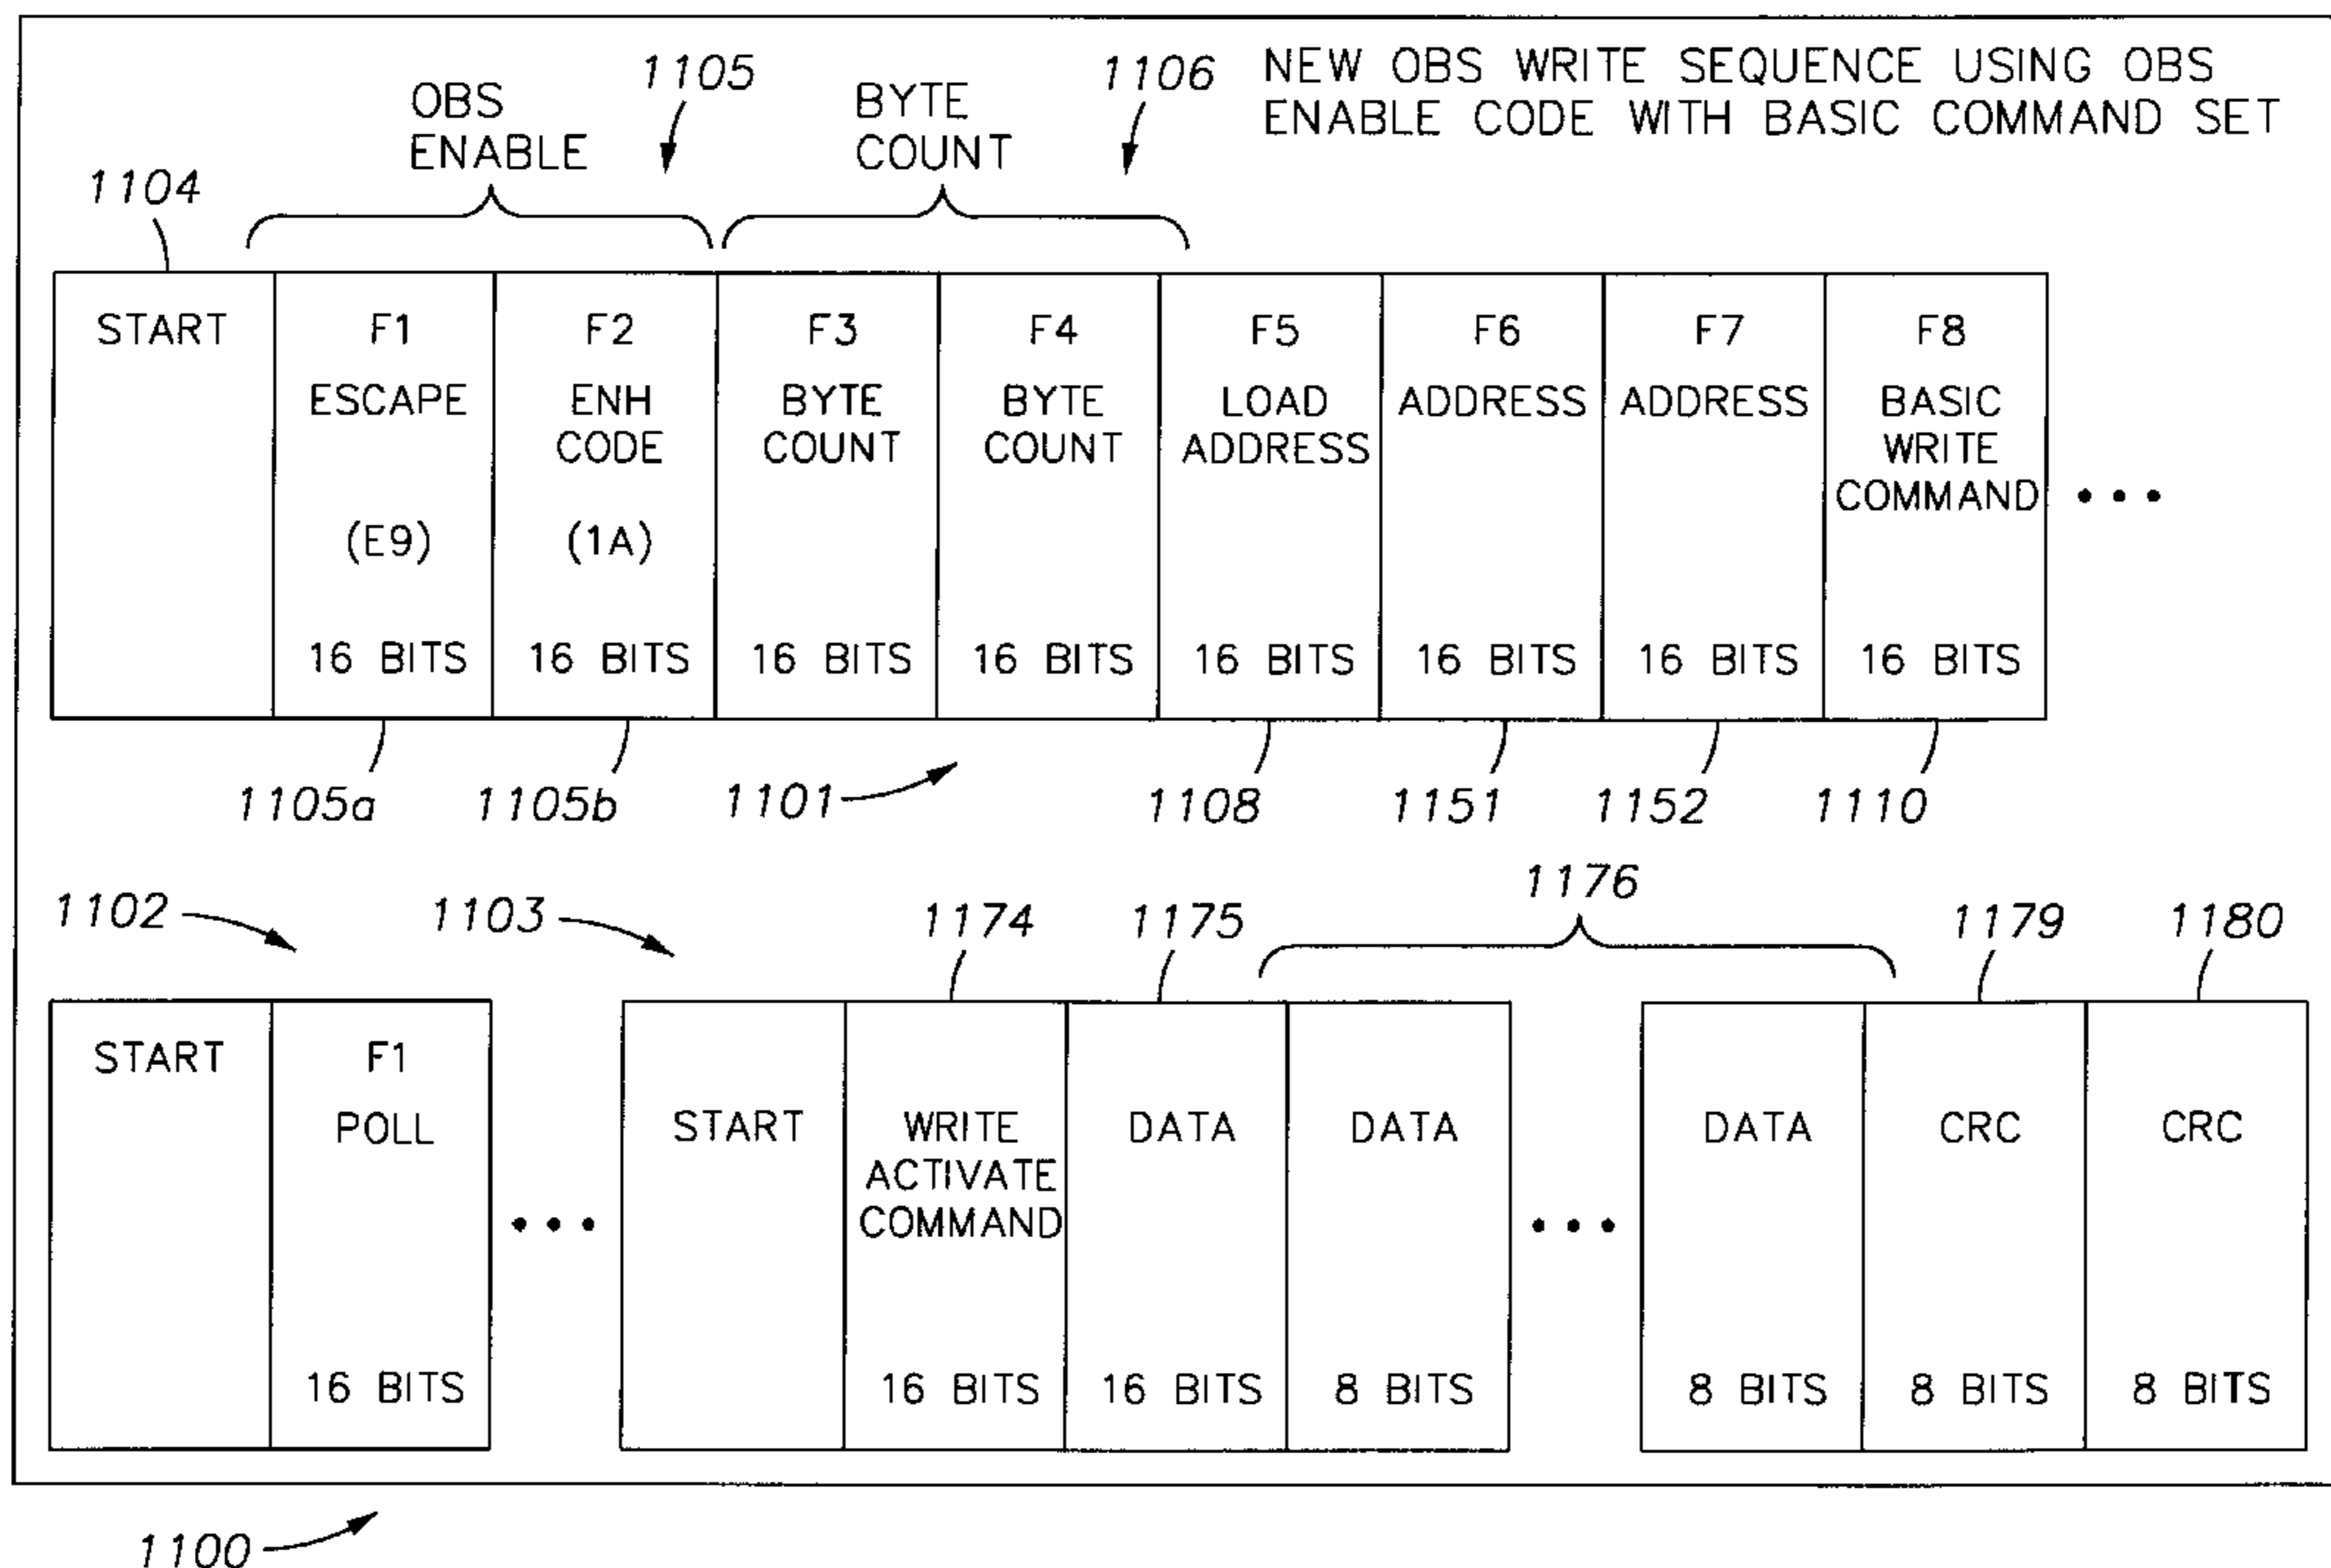 NEW OBS WRITE SEQUENCE USING OBS
ENABLE CODE WITH BASIC COMMAND SET
1105
1106
OBS
ENABLE
BYTE
COUNT
1104
START
F1
ESCAPE
(E9)
16 BITS
F2
ENH
CODE
(1A)
16 BITS
F3
BYTE
COUNT
16 BITS
F4
BYTE
COUNT
16 BITS
F5
LOAD
ADDRESS
16 BITS
F6
ADDRESS
16 BITS
F7
ADDRESS
16 BITS
F8
BASIC
WRITE
COMMAND
16 BITS
•••
1105a
1105b
1101
1108
1151
1152
1110
1102
1103
1174
1175
1176
1179
1180
START
F1
POLL
16 BITS
•••
START
WRITE
ACTIVATE
COMMAND
16 BITS
DATA
16 BITS
DATA
8 BITS
•••
DATA
8 BITS
CRC
8 BITS
CRC
8 BITS
1100